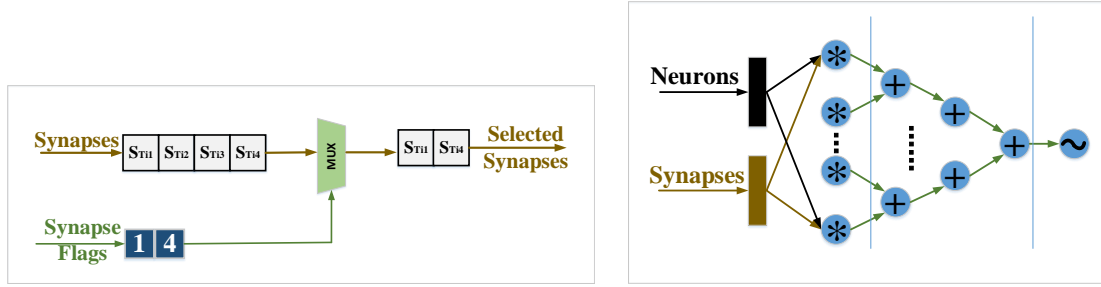 Synapses
STi1 STi2 STi3 STi4
MUX
STi1 STi4
Selected
Synapses
Synapse
Flags
1 4
Neurons
Synapses
*
*
*
*
+
+
+
+
+
~